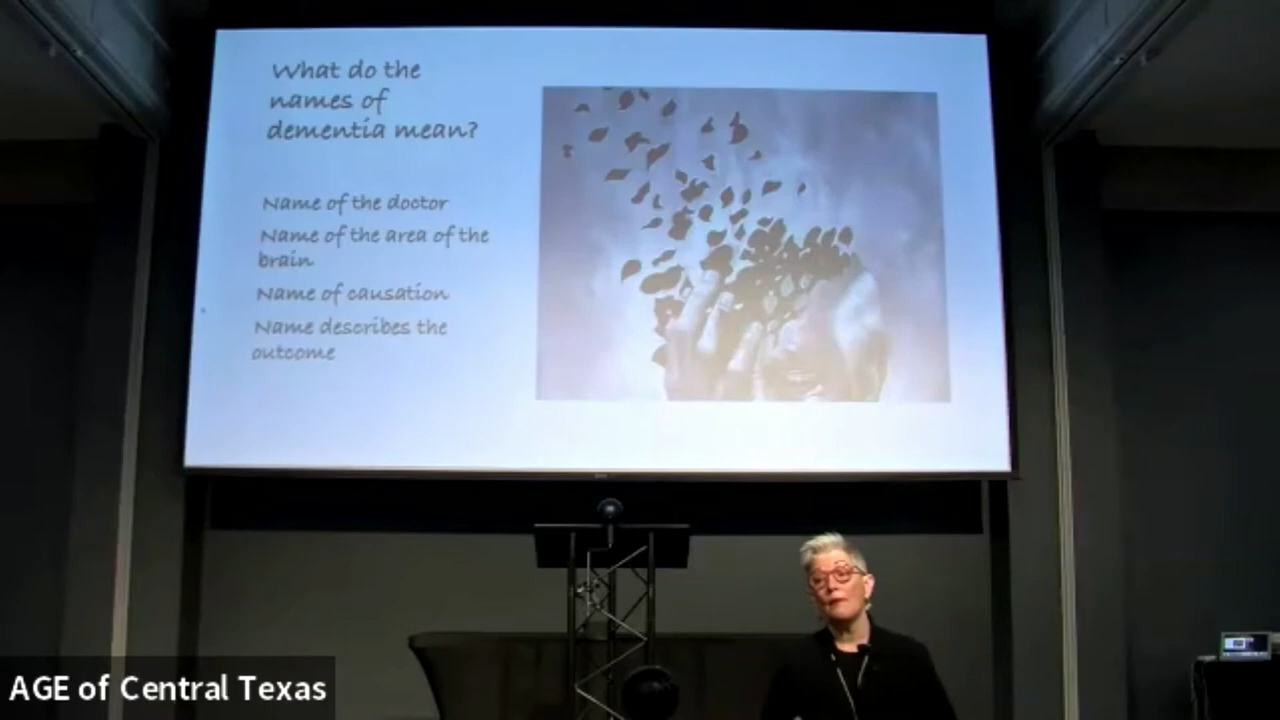 What do the
names of
dementia mean?
Name of the doctor
Name of the area of the
brain
Name of causation
Name describes the
outcome
AGE of Central Texas